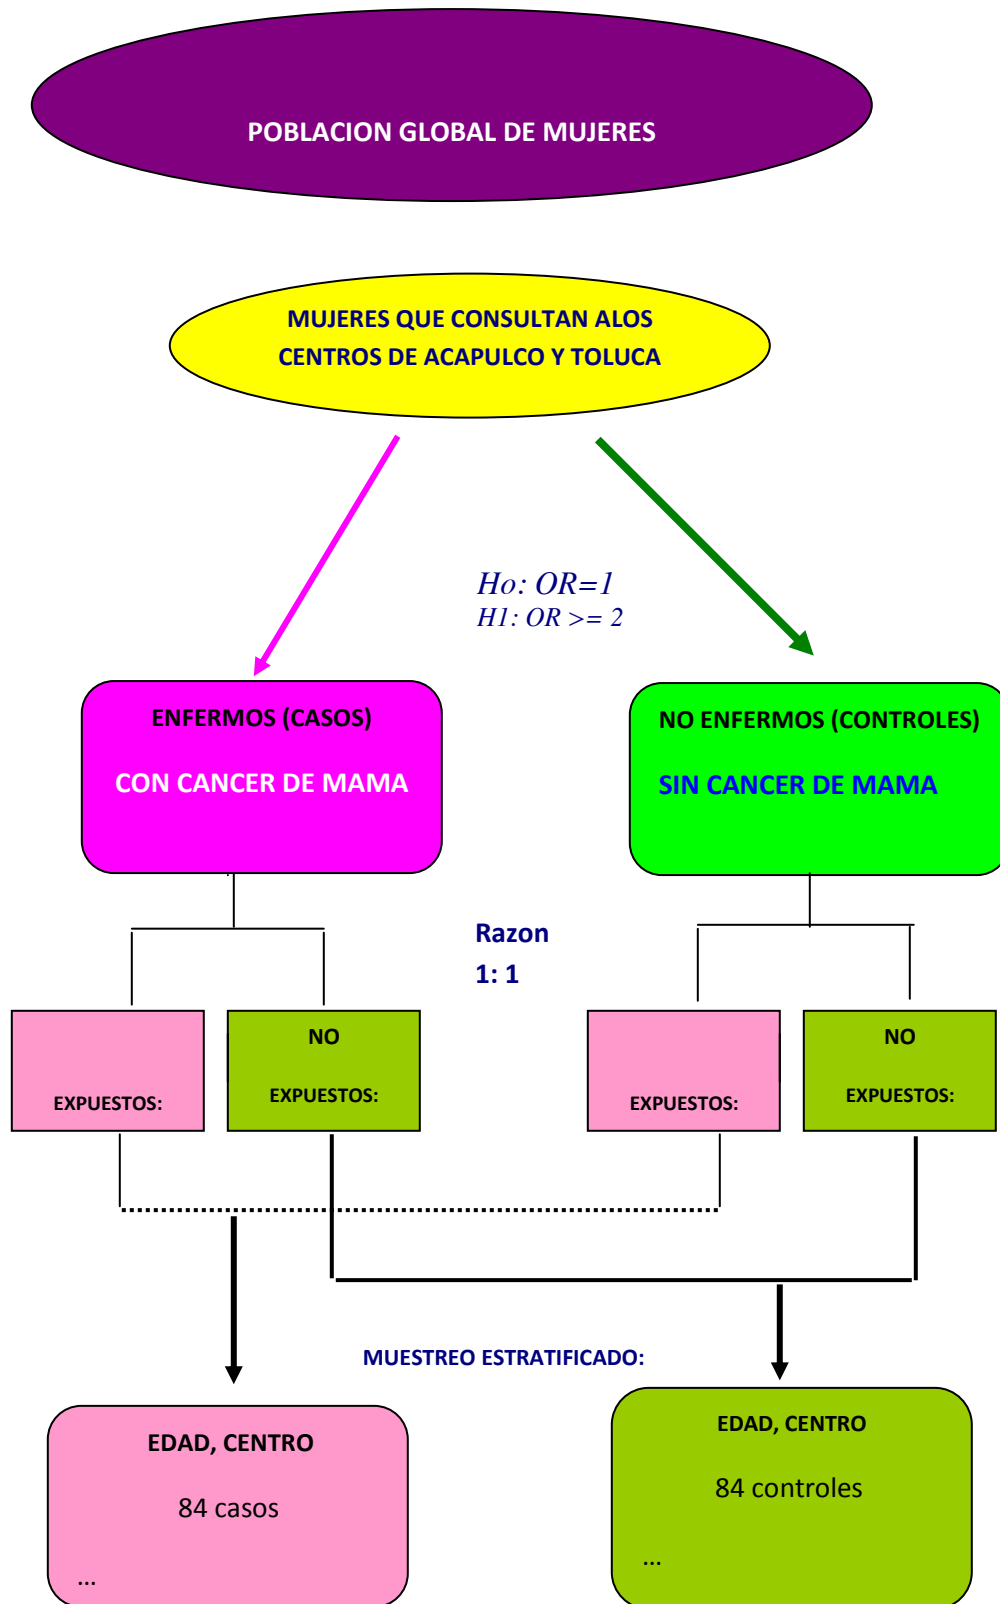 POBLACION GLOBAL DE MUJERES
MUJERES QUE CONSULTAN ALOS
CENTROS DE ACAPULCO Y TOLUCA
Ho: OR=1
H1: OR >= 2
ENFERMOS (CASOS)
CON CANCER DE MAMA
NO ENFERMOS (CONTROLES)
SIN CANCER DE MAMA
Razon
1: 1
EXPUESTOS:
NO
EXPUESTOS:
EXPUESTOS:
NO
EXPUESTOS:
MUESTREO ESTRATIFICADO:
EDAD, CENTRO
84 casos
...
EDAD, CENTRO
84 controles
...